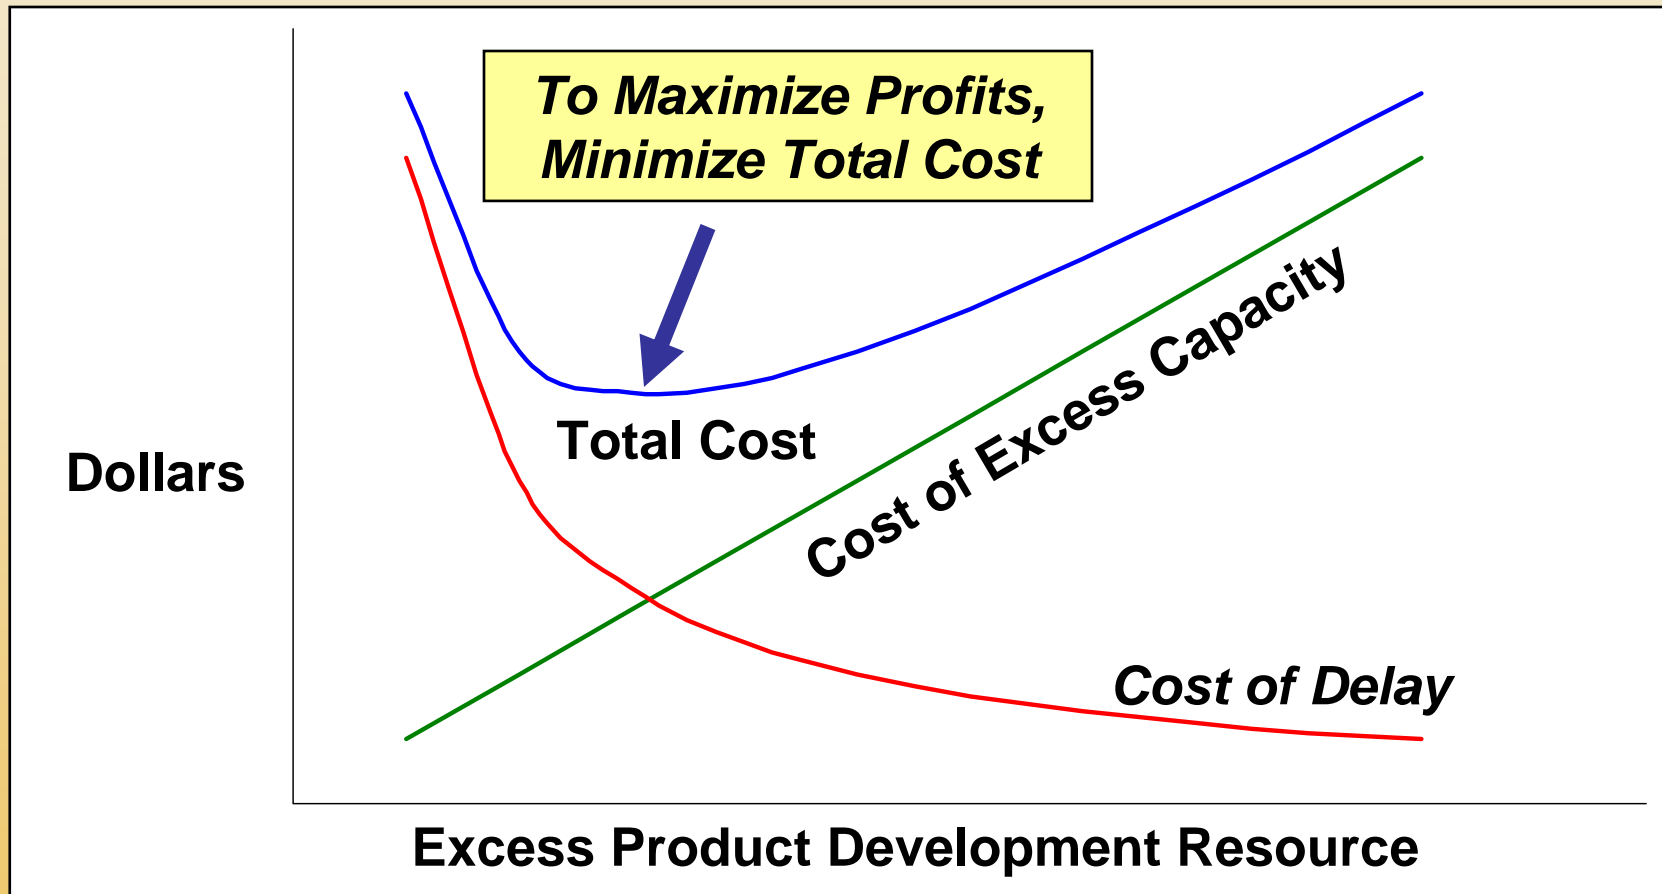 To Maximize Profits,
Minimize Total Cost
Total Cost
Cost of Excess Capacity
Dollars
Cost of Delay
Excess Product Development Resource